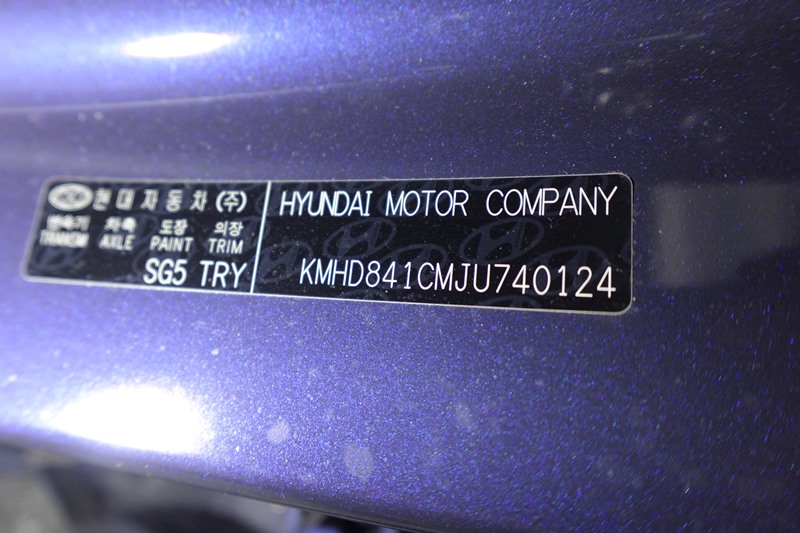 현대자동차 (주)
변속기 차축 도장 의장
TRANSM AXLE PAINT TRIM
SG5 TRY
HYUNDAI MOTOR COMPANY
KMHD841CMJU740124